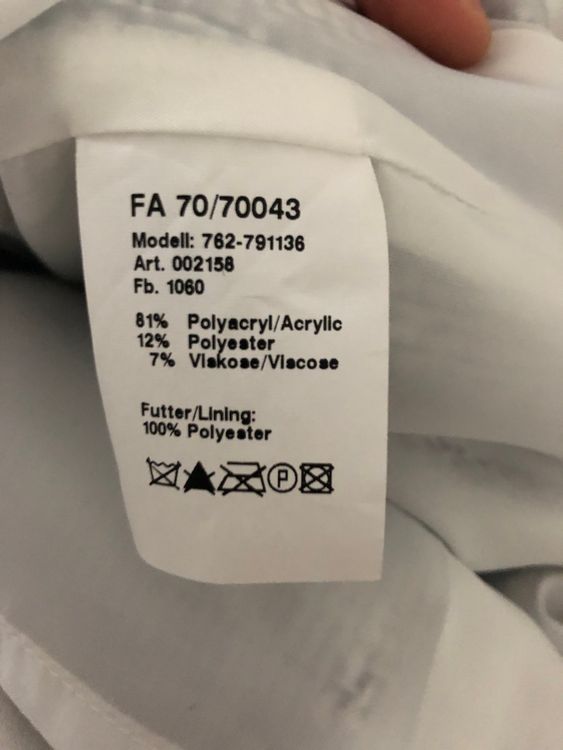 FA 70/70043
Modell: 762-791136
Art. 002158
Fb. 1060
81% Polyacryl/Acrylic
12% Polyester
7% Viskose/Viscose
Futter/Lining:
100% Polyester
P